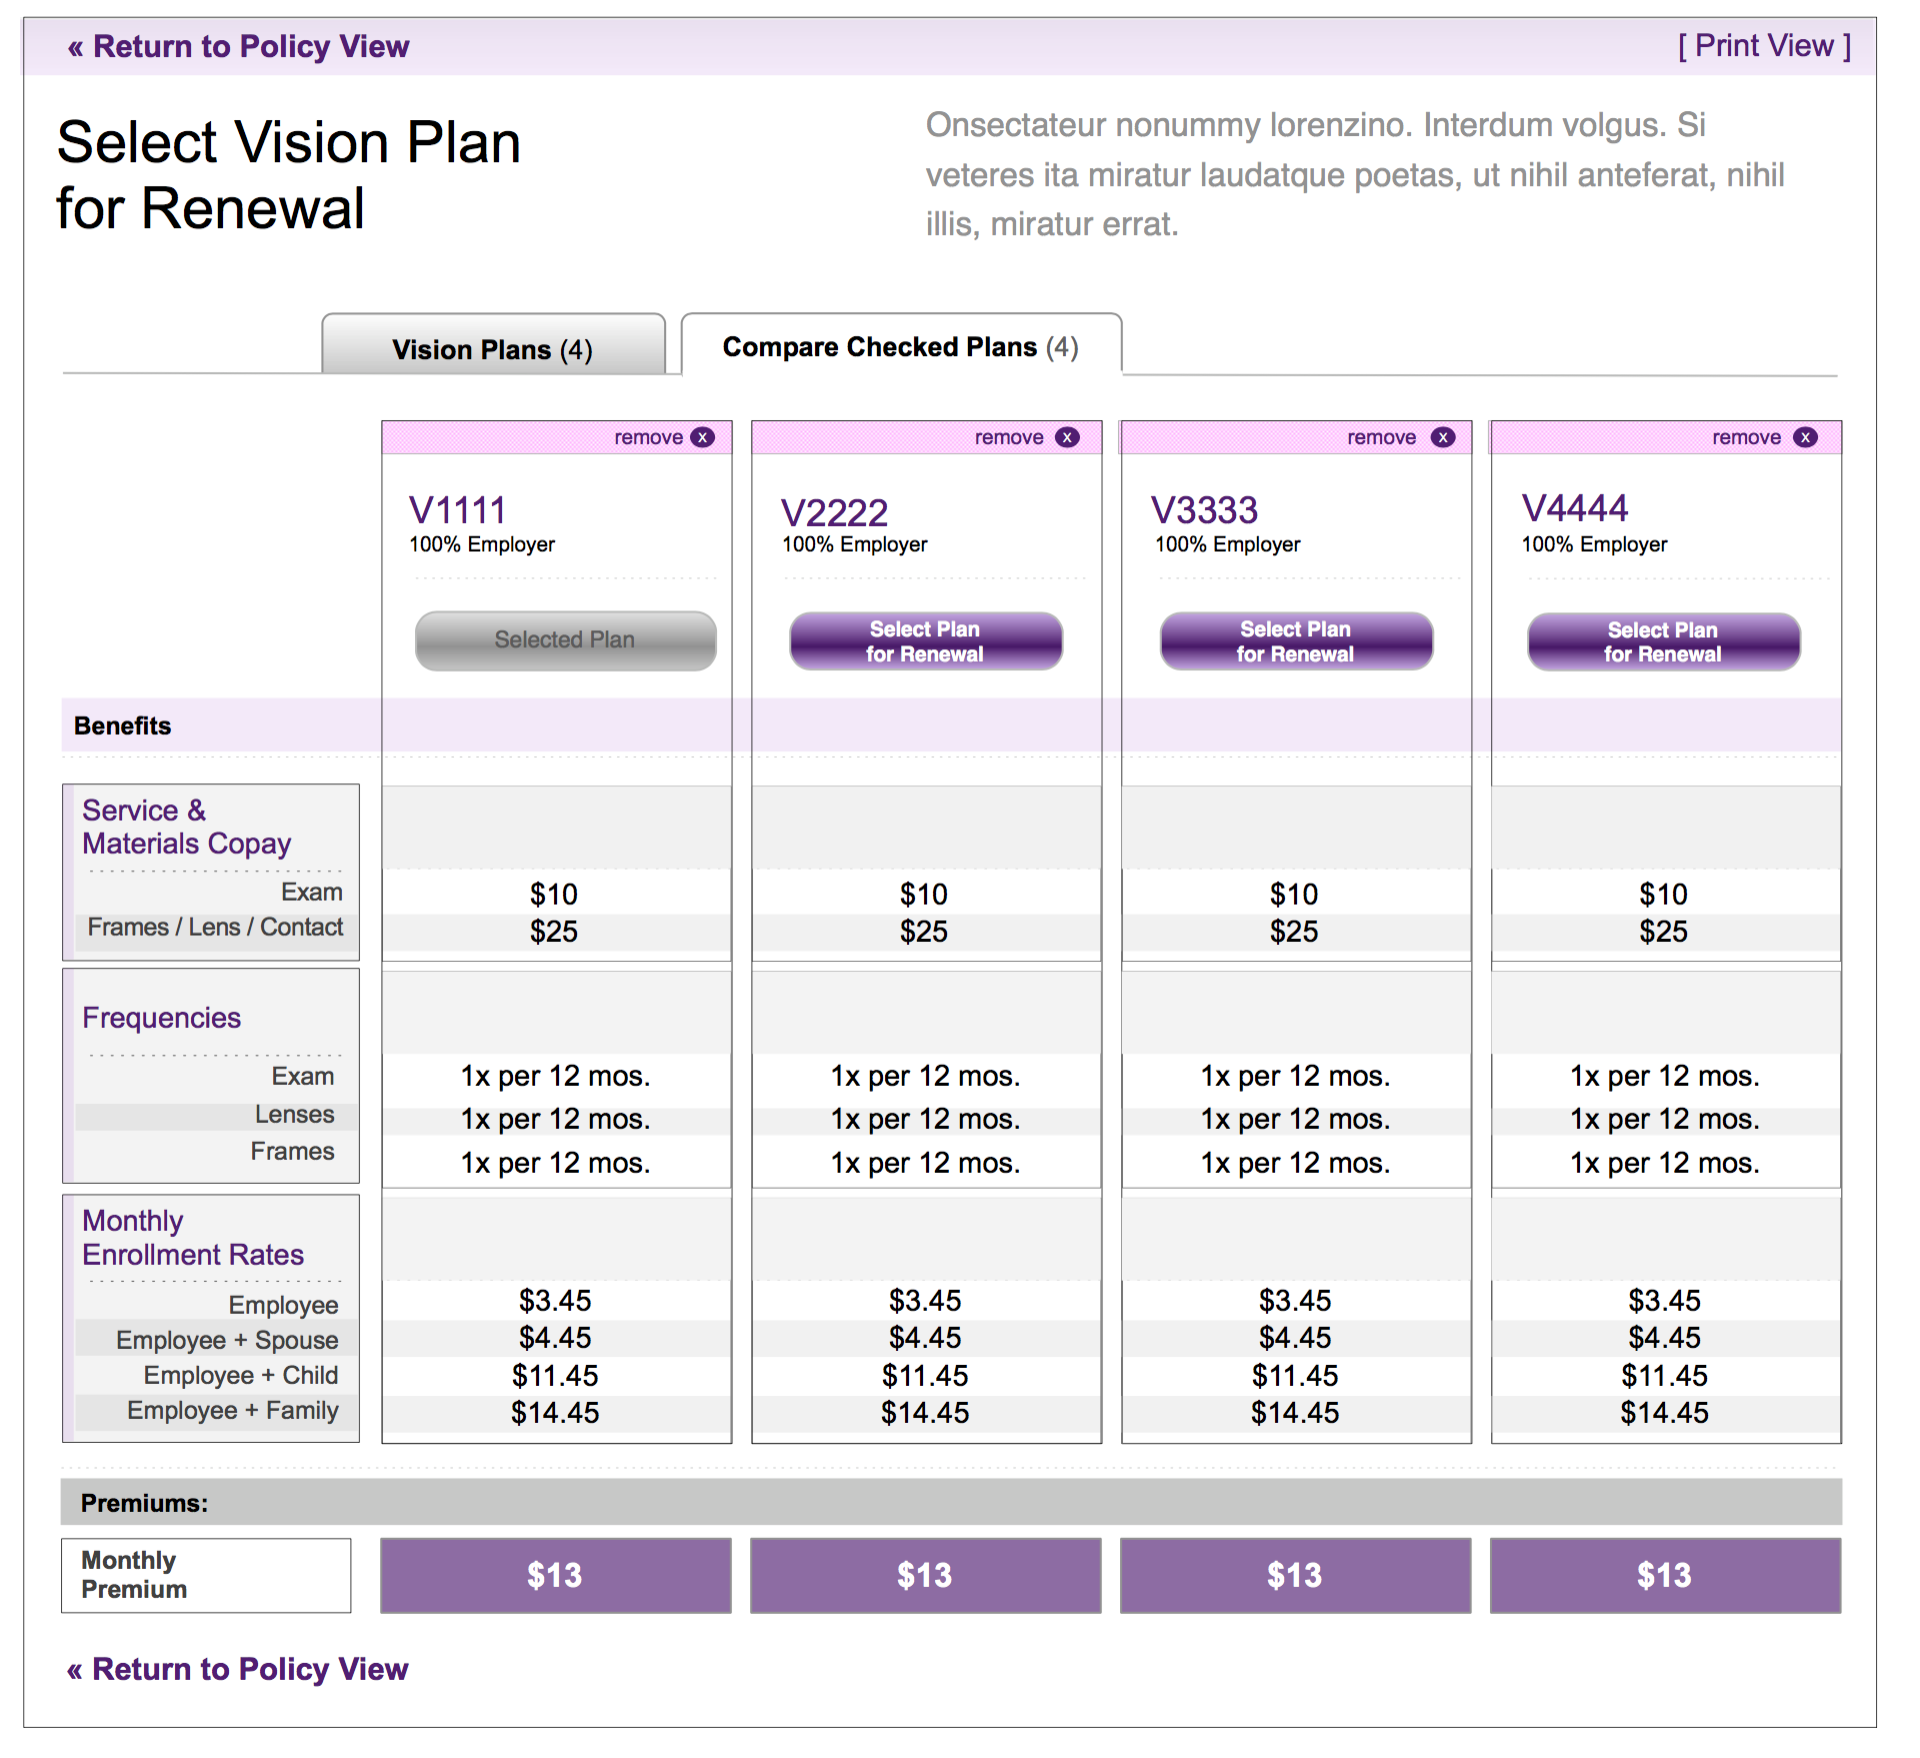 « Return to Policy View [ Print View ]
Select Vision Plan
for Renewal
Onsectateur nonummy lorenzino. Interdum volgus. Si
veteres ita miratur laudatque poetas, ut nihil anteferat, nihil
illis, miratur errat.
Vision Plans (4) Compare Checked Plans (4)
remove x remove x remove x remove x
V1111 V2222 V3333 V4444
100% Employer 100% Employer 100% Employer 100% Employer
Selected Plan
Select Plan
for Renewal
Select Plan
for Renewal
Select Plan
for Renewal
Benefits
Service &
Materials Copay
Exam $10 $10 $10 $10
Frames / Lens / Contact $25 $25 $25 $25
Frequencies
Exam 1x per 12 mos. 1x per 12 mos. 1x per 12 mos. 1x per 12 mos.
Lenses 1x per 12 mos. 1x per 12 mos. 1x per 12 mos. 1x per 12 mos.
Frames 1x per 12 mos. 1x per 12 mos. 1x per 12 mos. 1x per 12 mos.
Monthly
Enrollment Rates
Employee $3.45 $3.45 $3.45 $3.45
Employee + Spouse $4.45 $4.45 $4.45 $4.45
Employee + Child $11.45 $11.45 $11.45 $11.45
Employee + Family $14.45 $14.45 $14.45 $14.45
Premiums:
Monthly
Premium
$13 $13 $13 $13
« Return to Policy View